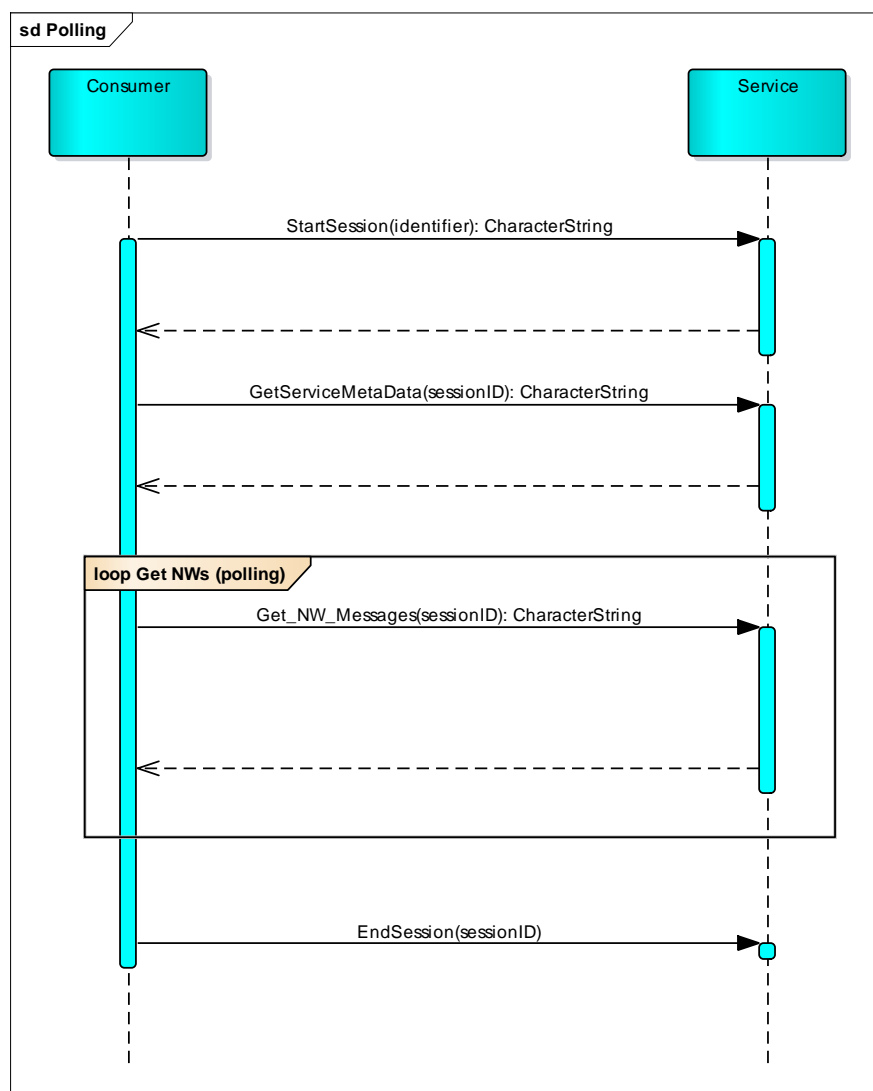 sd Polling
Consumer
Service
StartSession(identifier): CharacterString
GetServiceMetaData(sessionID): CharacterString
loop Get NWs (polling)
Get_NW_Messages(sessionID): CharacterString
EndSession(sessionID)